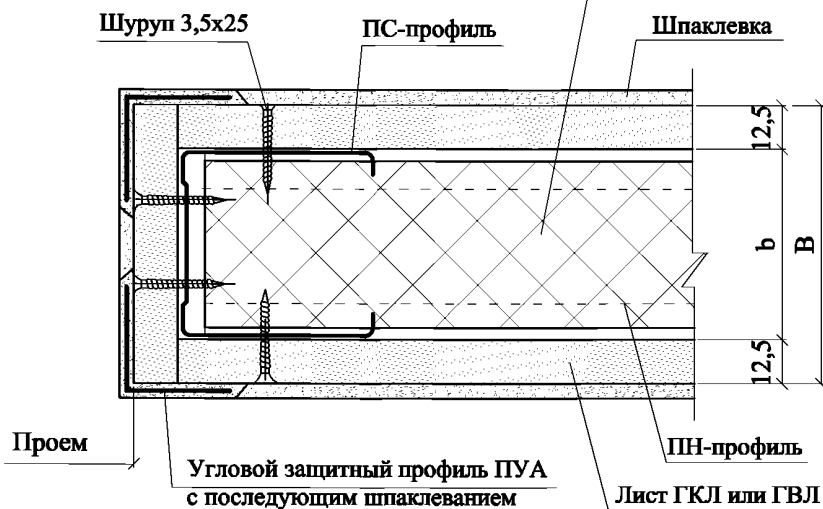 Шуруп 3,5х25
ПС-профиль
Шпаклевка
12,5
b
B
12,5
Проем
ПН-профиль
Угловой защитный профиль ПУА
с последующим шпаклеванием
Лист ГКЛ или ГВЛ